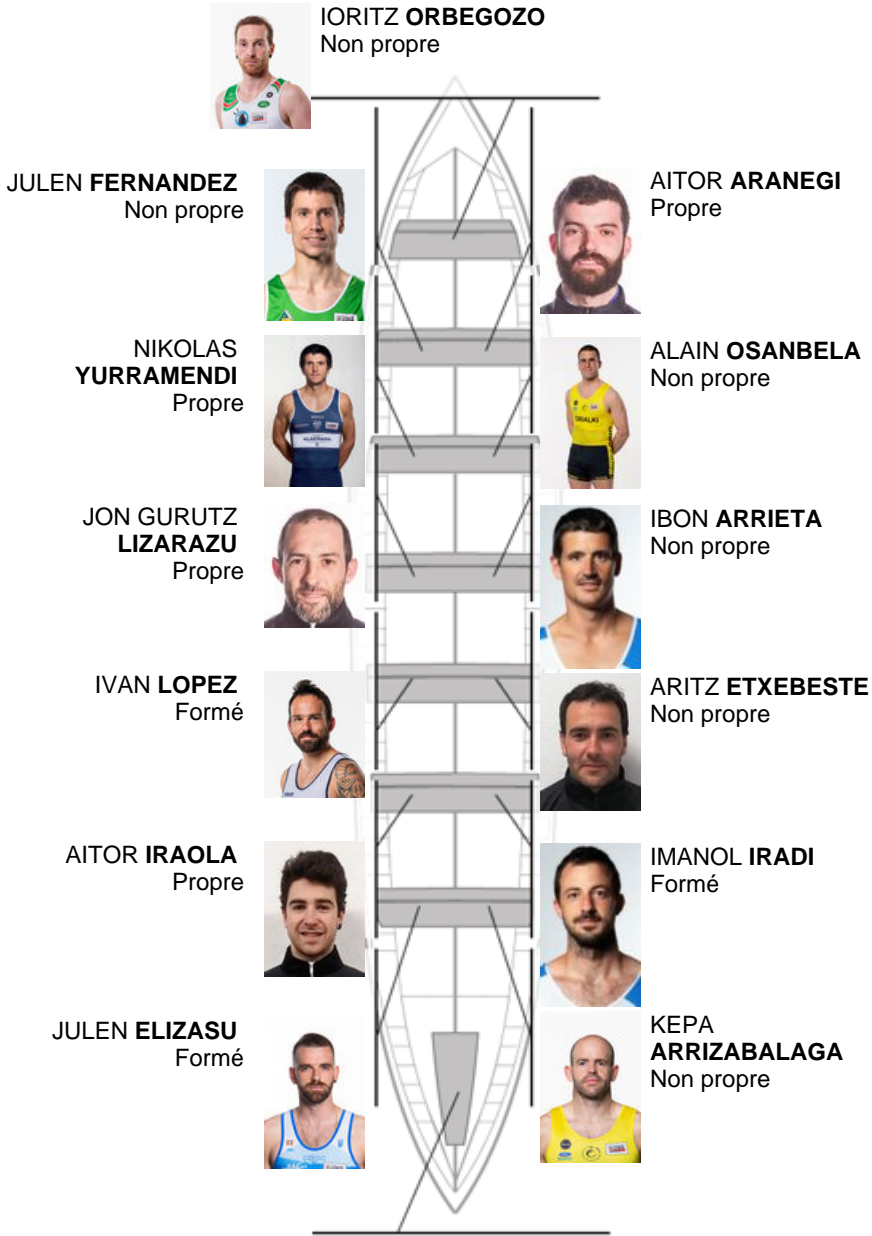 IORITZ ORBEGOZO
Non propre
JULEN FERNANDEZ
Non propre
AITOR ARANEGI
Propre
NIKOLAS
YURRAMENDI
Propre
ALAIN OSANBELA
Non propre
JON GURUTZ
LIZARAZU
Propre
IBON ARRIETA
Non propre
IVAN LOPEZ
Formé
ARITZ ETXEBESTE
Non propre
AITOR IRAOLA
Propre
IMANOL IRADI
Formé
JULEN ELIZASU
Formé
KEPA
ARRIZABALAGA
Non propre